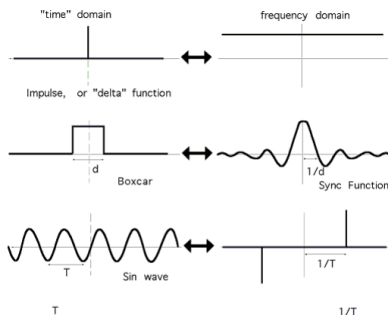 "time" domain
frequency domain
Impulse, or "delta" function
d
Boxcar
1/d
Sync Function
T
Sin wave
1/T
T
1/T